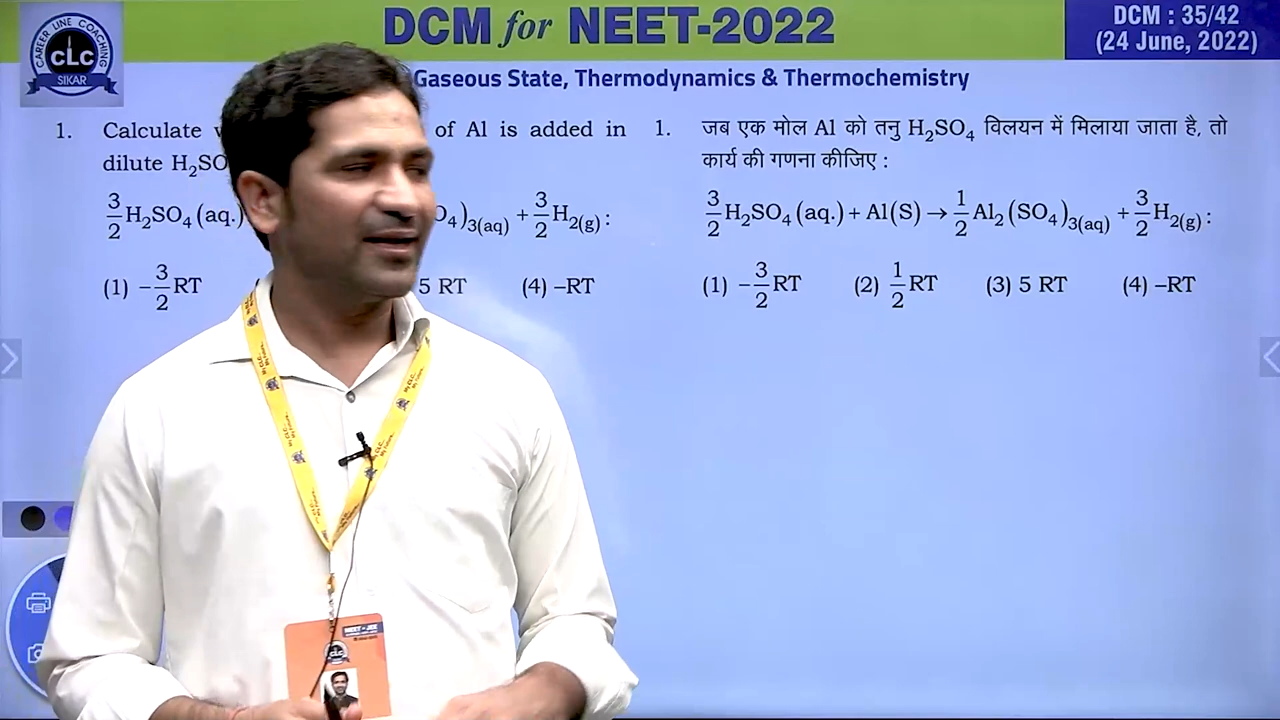 DCM for NEET-2022
DCM : 35/42
(24 June, 2022)
CAREER LINE COACHING
CLC
SIKAR
Gaseous State, Thermodynamics & Thermochemistry
1. Calculate of Al is added in
dilute H₂SO
3/2 H₂SO₄(aq.) O₄)₃(aq) + 3/2 H₂(g) :
(1) −3/2 RT 5 RT (4) –RT
1. जब एक मोल Al को तनु H₂SO₄ विलयन में मिलाया जाता है, तो
कार्य की गणना कीजिए :
3/2 H₂SO₄(aq.) + Al(S) → 1/2 Al₂(SO₄)₃(aq) + 3/2 H₂(g) :
(1) −3/2 RT (2) 1/2 RT (3) 5 RT (4) –RT
NEET - JEE
CLC